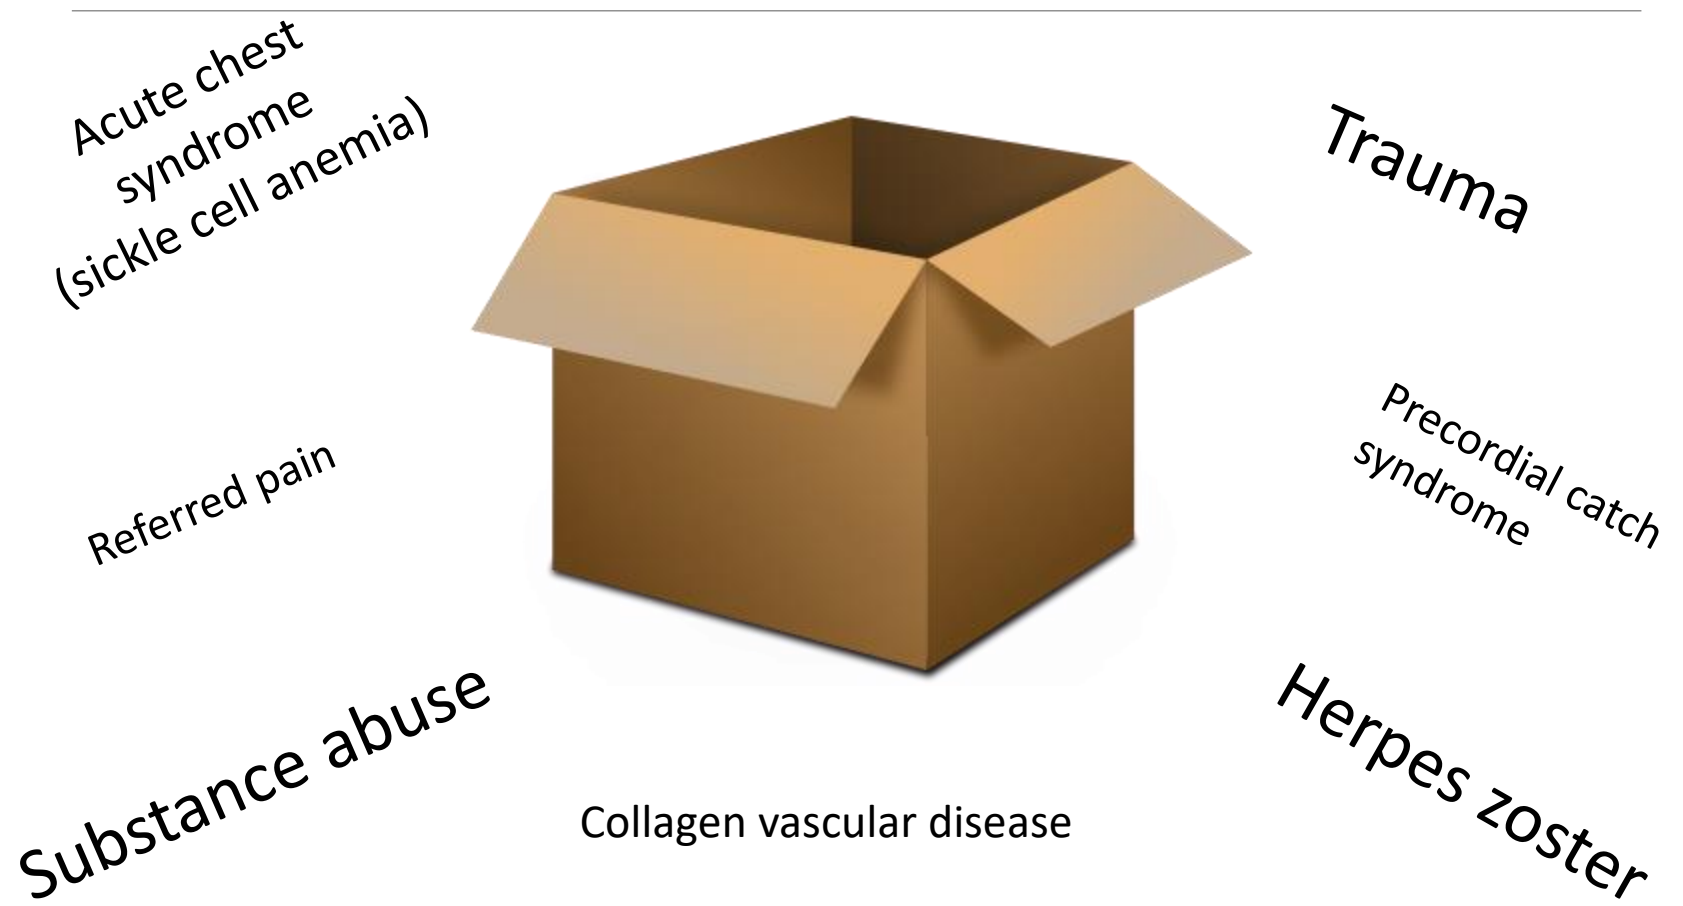 Acute chest
syndrome
(sickle cell anemia)
Trauma
Referred pain
Precordial catch
syndrome
Substance abuse
Collagen vascular disease
Herpes zoster